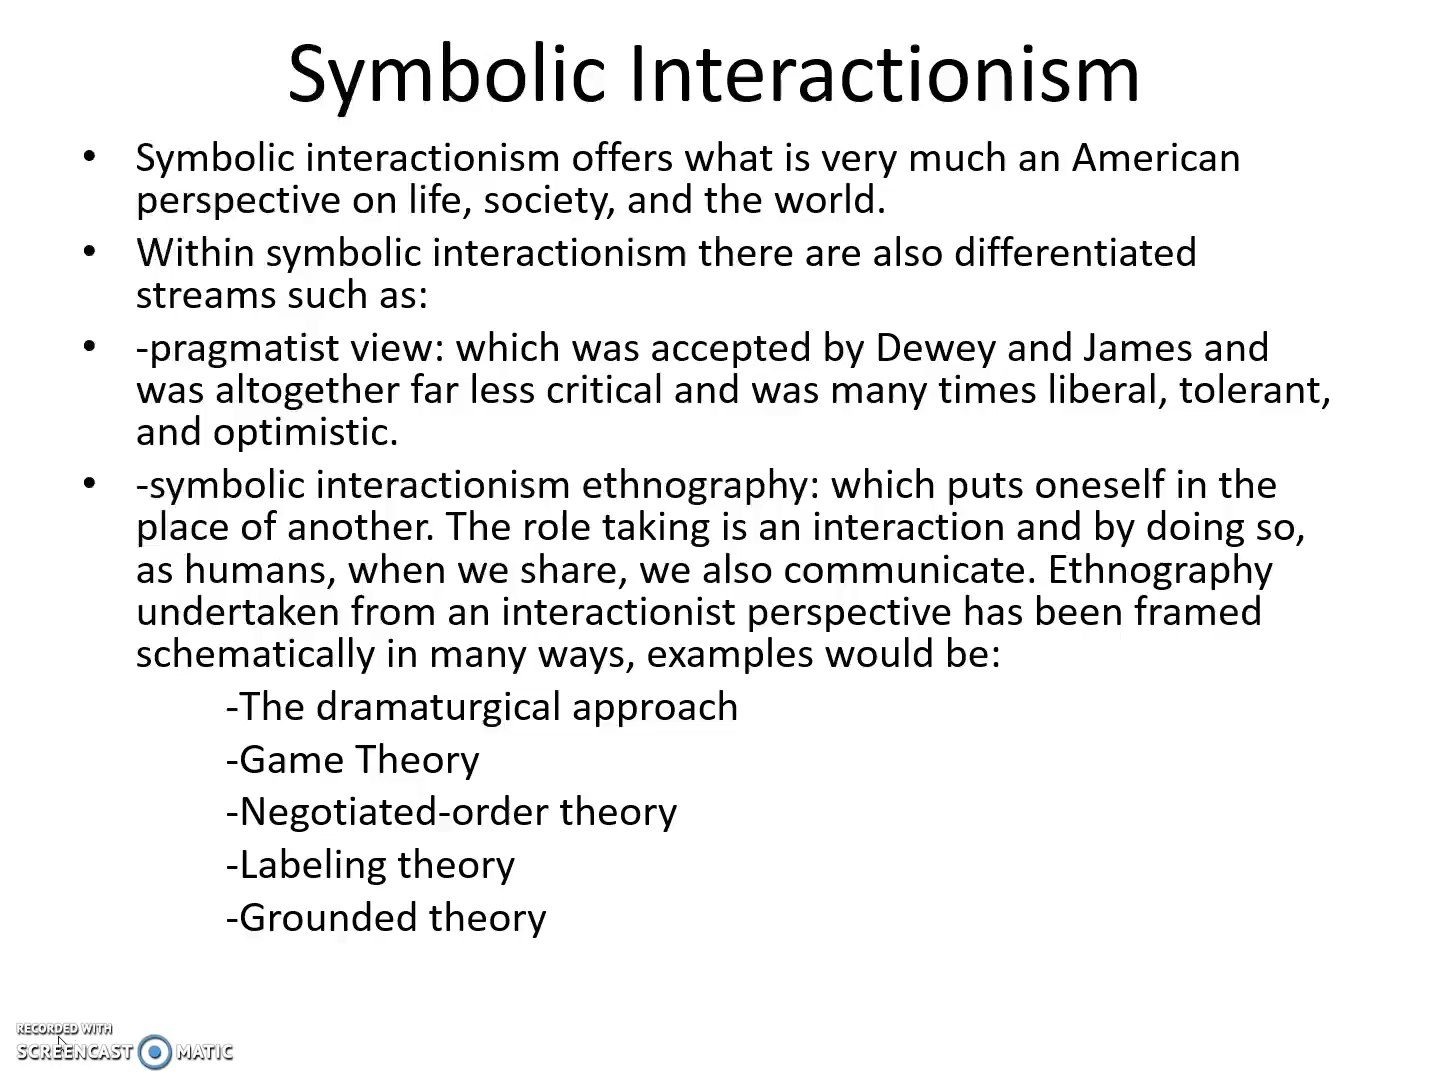 Symbolic Interactionism
• Symbolic interactionism offers what is very much an American
perspective on life, society, and the world.
• Within symbolic interactionism there are also differentiated
streams such as:
• -pragmatist view: which was accepted by Dewey and James and
was altogether far less critical and was many times liberal, tolerant,
and optimistic.
• -symbolic interactionism ethnography: which puts oneself in the
place of another. The role taking is an interaction and by doing so,
as humans, when we share, we also communicate. Ethnography
undertaken from an interactionist perspective has been framed
schematically in many ways, examples would be:
-The dramaturgical approach
-Game Theory
-Negotiated-order theory
-Labeling theory
-Grounded theory
RECORDED WITH
SCREENCAST MATIC